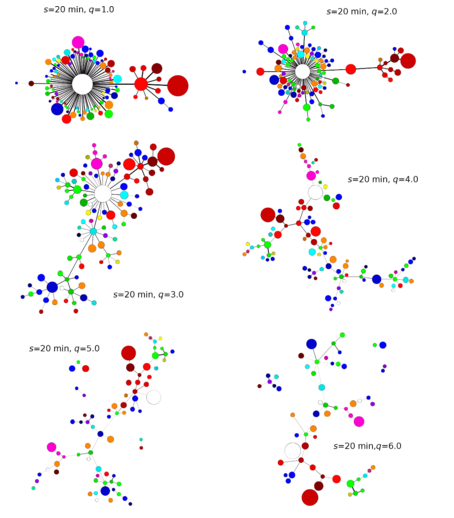 s=20 min, q=1.0
s=20 min, q=2.0
s=20 min, q=3.0
s=20 min, q=4.0
s=20 min, q=5.0
s=20 min,q=6.0